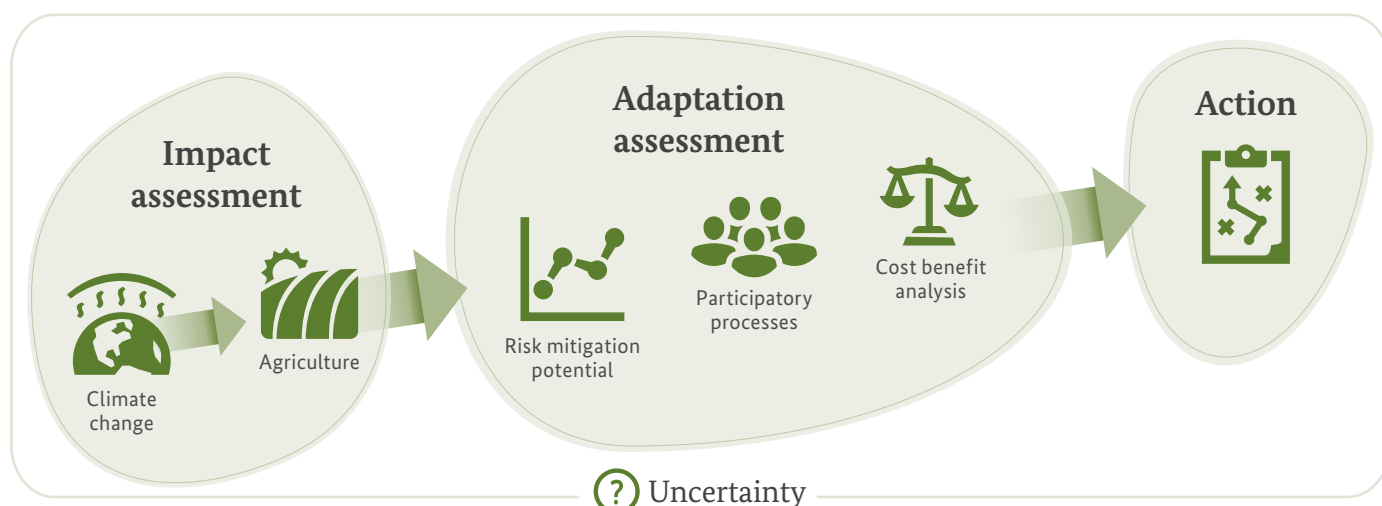 Impact
assessment
Climate
change
Agriculture
Adaptation
assessment
Risk mitigation
potential
Participatory
processes
Cost benefit
analysis
Action
? Uncertainty